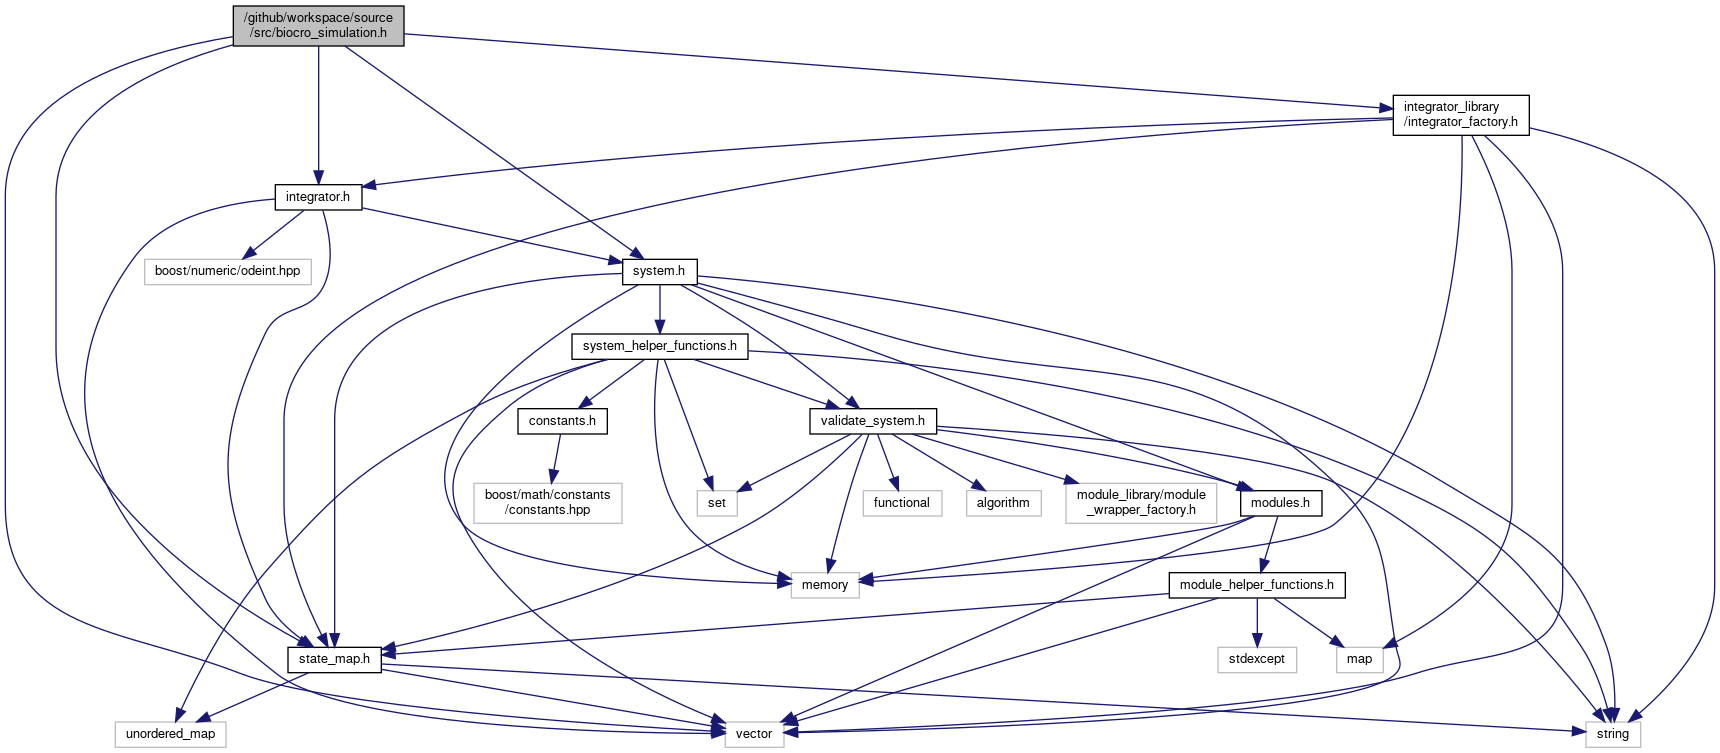 /github/workspace/source
/src/biocro_simulation.h
integrator_library
/integrator_factory.h
integrator.h
boost/numeric/odeint.hpp
system.h
system_helper_functions.h
constants.h
validate_system.h
boost/math/constants
/constants.hpp
set
functional
algorithm
module_library/module
_wrapper_factory.h
modules.h
memory
module_helper_functions.h
state_map.h
stdexcept
map
unordered_map
vector
string